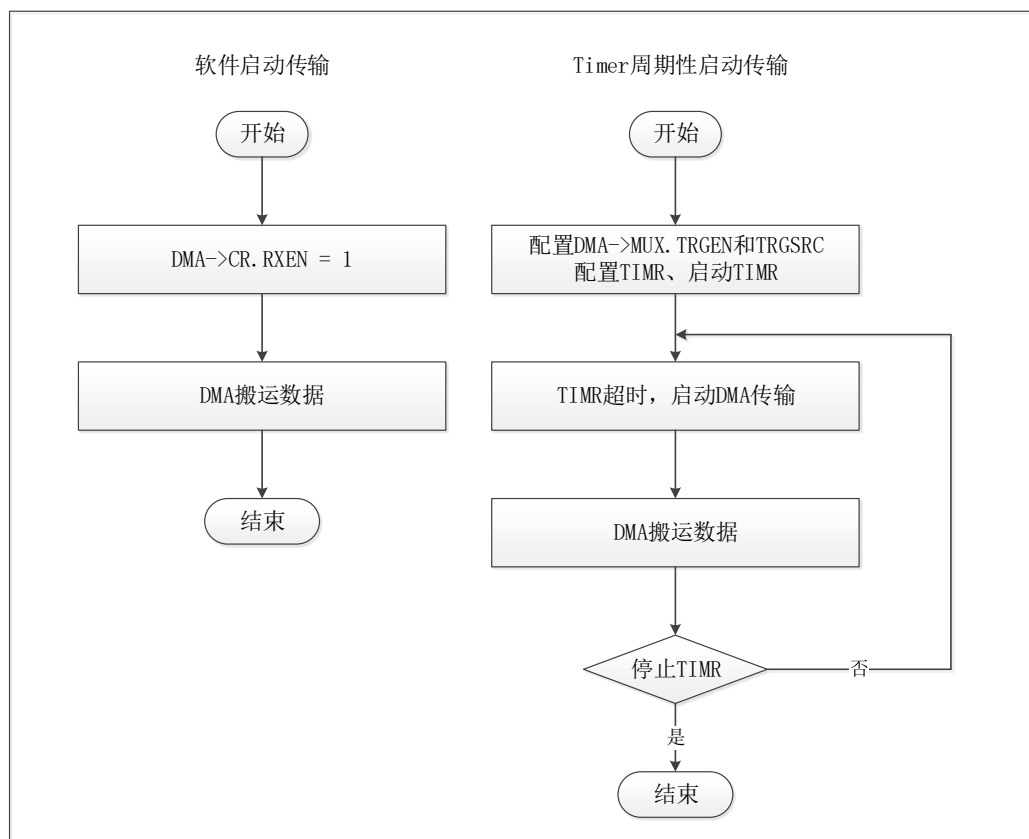 软件启动传输
开始
DMA->CR.RXEN = 1
DMA搬运数据
结束
Timer周期性启动传输
开始
配置DMA->MUX.TRGEN和TRGSRC
配置TIMR、启动TIMR
TIMR超时，启动DMA传输
DMA搬运数据
停止TIMR
否
是
结束